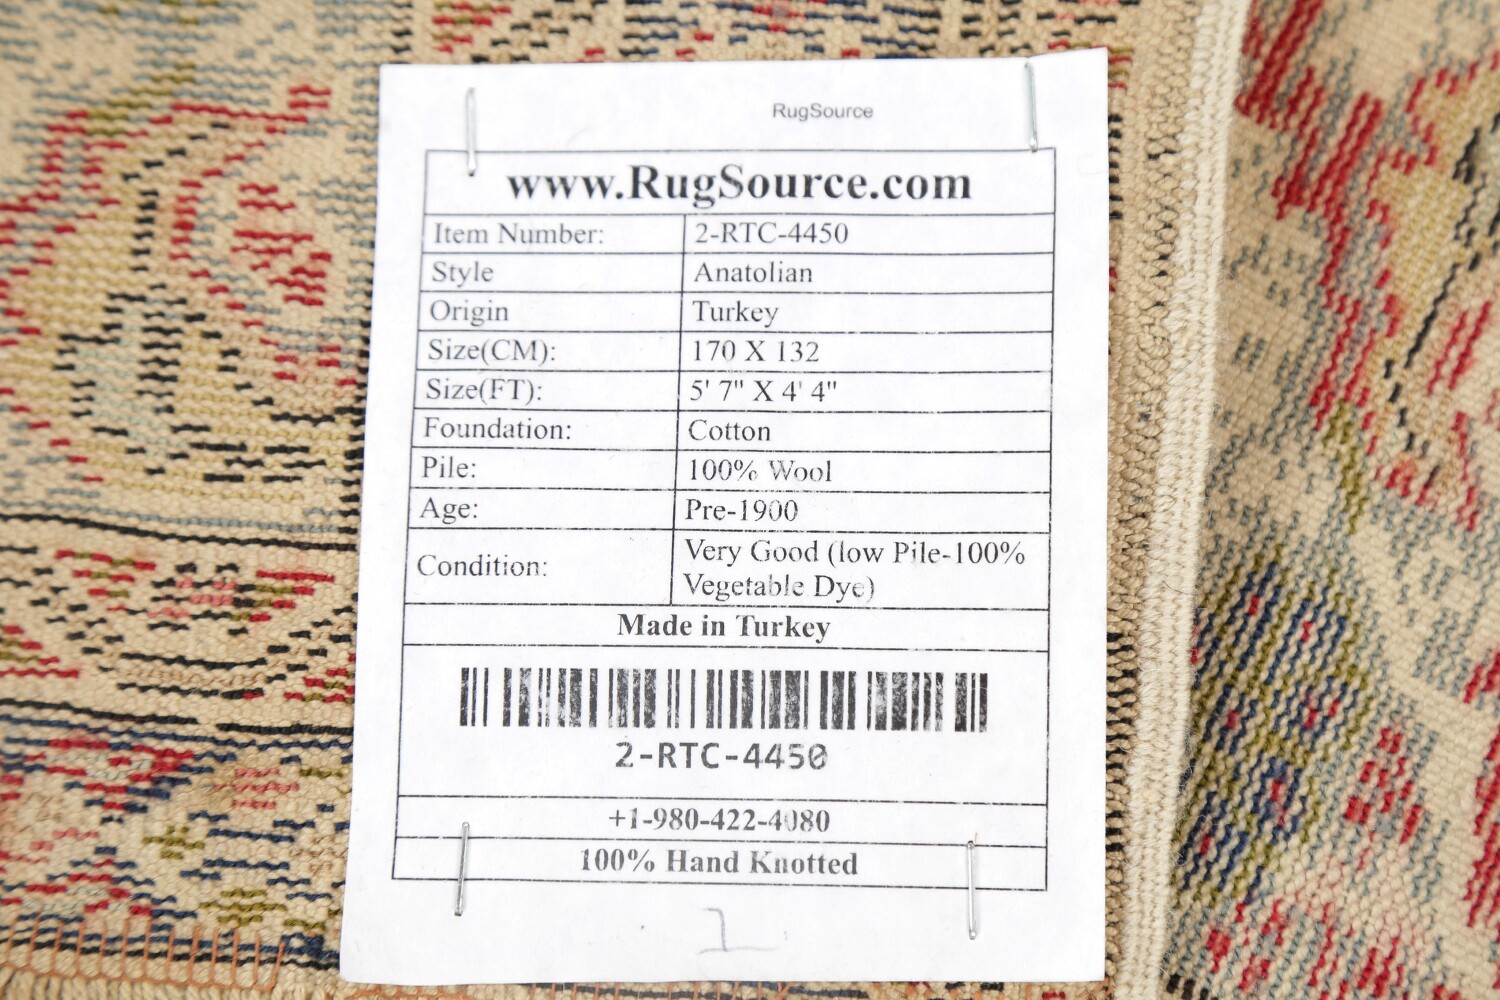 RugSource
www.RugSource.com
Item Number: 2-RTC-4450
Style Anatolian
Origin Turkey
Size(CM): 170 X 132
Size(FT): 5' 7" X 4' 4"
Foundation: Cotton
Pile: 100% Wool
Age: Pre-1900
Condition: Very Good (low Pile-100%
Vegetable Dye)
Made in Turkey
2-RTC-4450
+1-980-422-4080
100% Hand Knotted
1